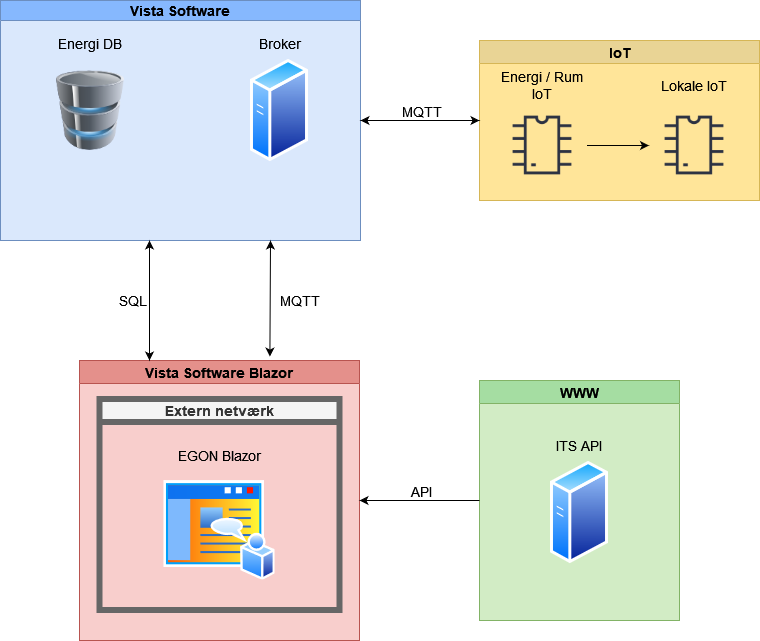 Vista Software
Energi DB
Broker
IoT
Energi / Rum
IoT
Lokale IoT
MQTT
SQL
MQTT
Vista Software Blazor
Extern netværk
EGON Blazor
API
WWW
ITS API